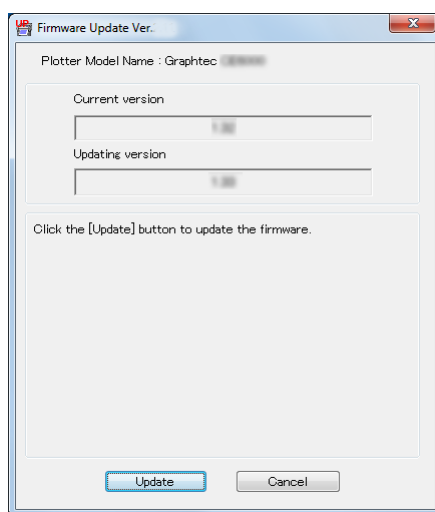 Firmware Update Ver.
Plotter Model Name : Graphtec
Current version
Updating version
Click the [Update] button to update the firmware.
Update
Cancel